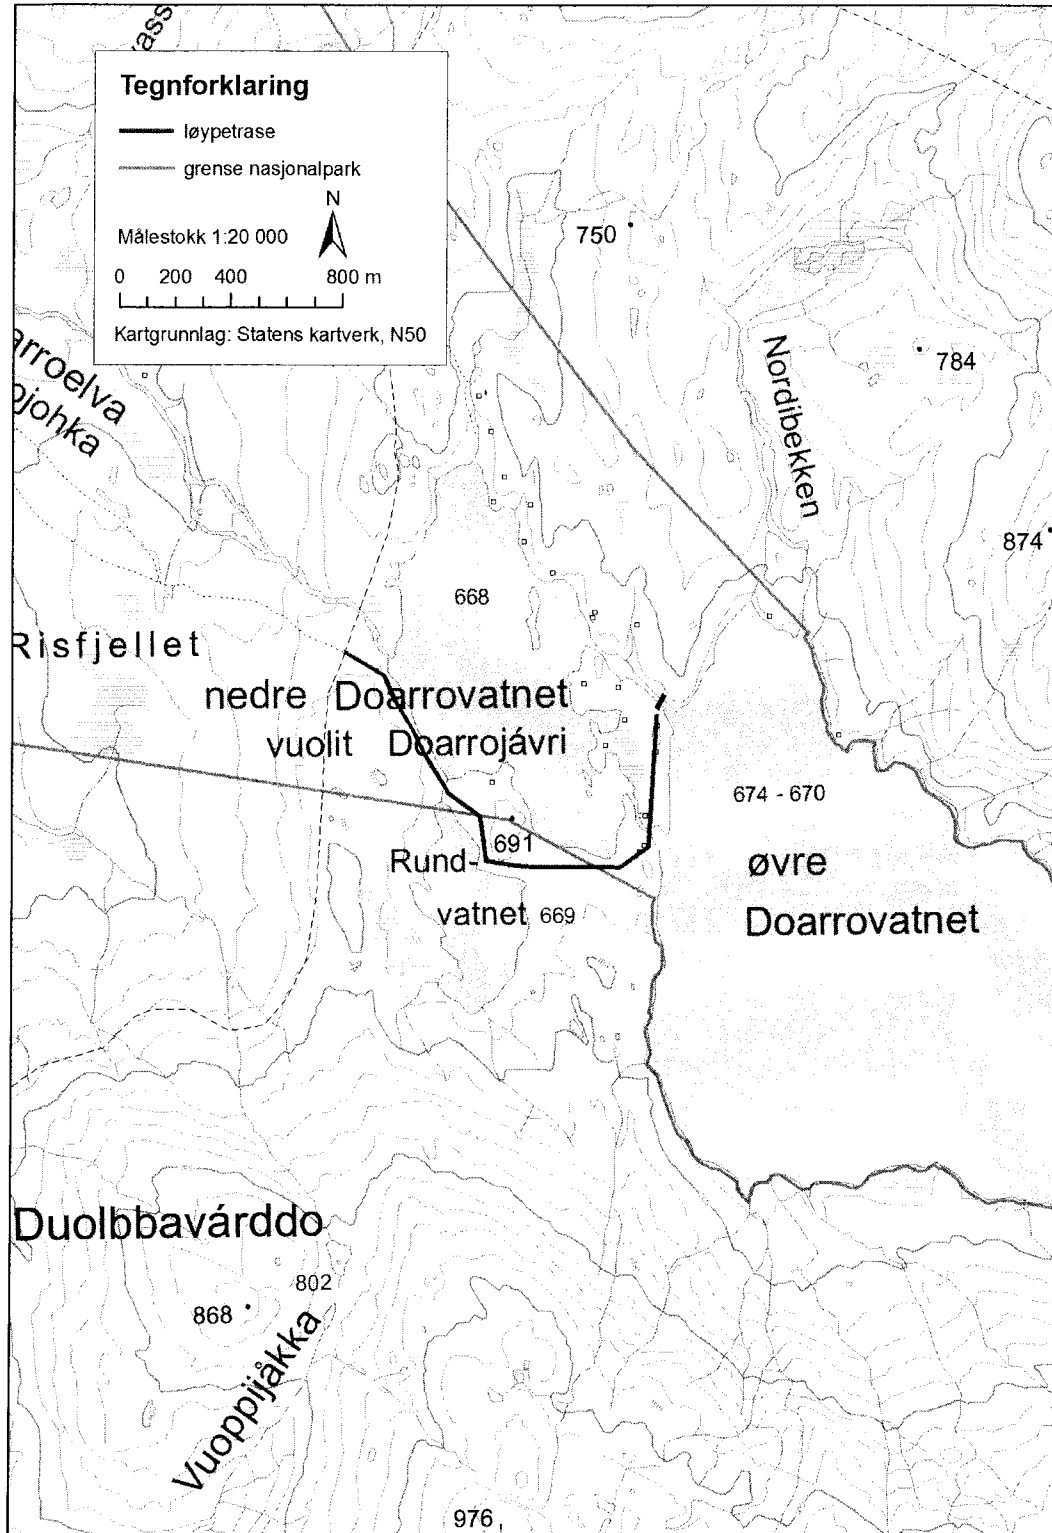 Tegnforklaring
løypetrase
grense nasjonalpark
N
Målestokk 1:20 000
0 200 400 800 m
Kartgrunnlag: Statens kartverk, N50
750
784
Nordibekken
874
668
Risfjellet
nedre Doarrovatnet
vuolit Doarrojávri
674 - 670
691
Rund-
vatnet 669
øvre
Doarrovatnet
Duolbbavárddo
802
868
Vuoppijåkka
976